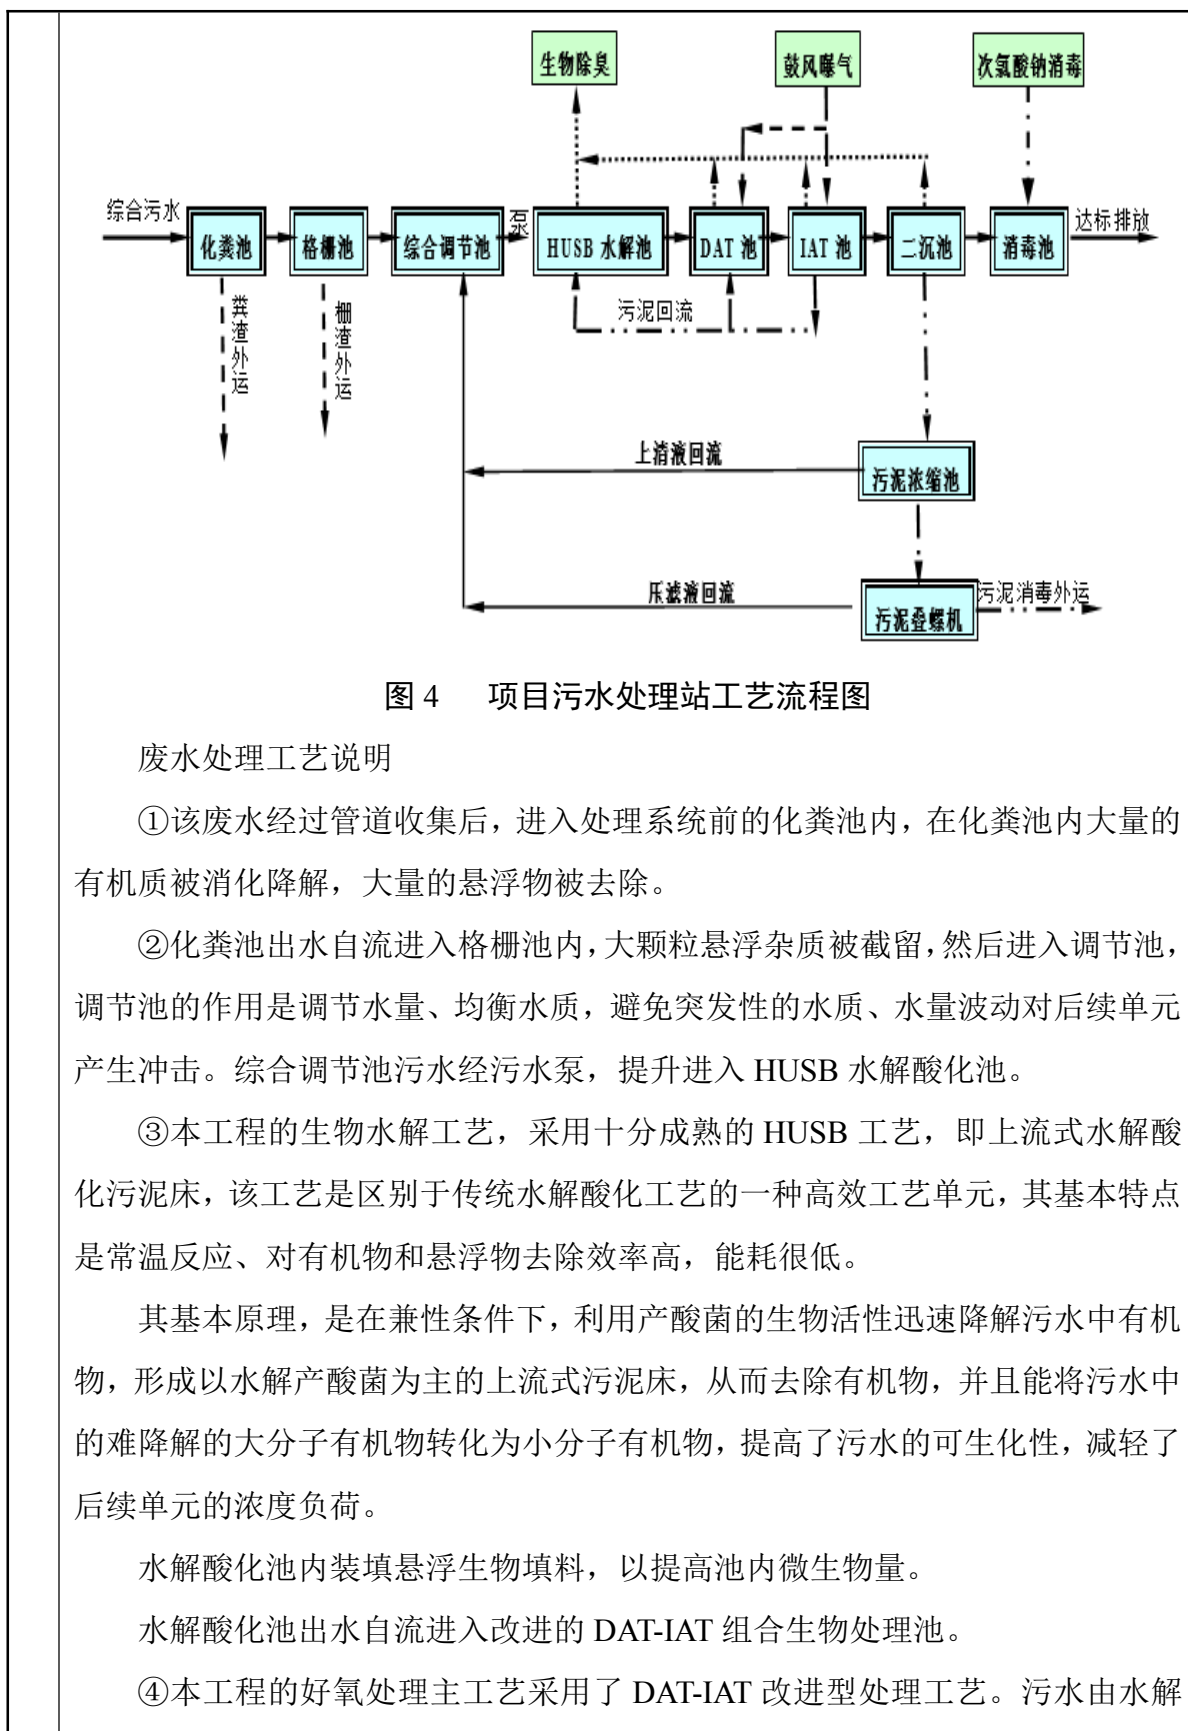 生物除臭
鼓风曝气
次氯酸钠消毒
综合污水
化粪池
格栅池
综合调节池
泵
HUSB 水解池
DAT 池
IAT 池
二沉池
消毒池
达标排放
粪渣外运
栅渣外运
污泥回流
上清液回流
污泥浓缩池
压滤液回流
污泥叠螺机
污泥消毒外运
图 4 项目污水处理站工艺流程图
废水处理工艺说明
①该废水经过管道收集后，进入处理系统前的化粪池内，在化粪池内大量的
有机质被消化降解，大量的悬浮物被去除。
②化粪池出水自流进入格栅池内，大颗粒悬浮杂质被截留，然后进入调节池，
调节池的作用是调节水量、均衡水质，避免突发性的水质、水量波动对后续单元
产生冲击。综合调节池污水经污水泵，提升进入 HUSB 水解酸化池。
③本工程的生物水解工艺，采用十分成熟的 HUSB 工艺，即上流式水解酸
化污泥床，该工艺是区别于传统水解酸化工艺的一种高效工艺单元，其基本特点
是常温反应、对有机物和悬浮物去除效率高，能耗很低。
其基本原理，是在兼性条件下，利用产酸菌的生物活性迅速降解污水中有机
物，形成以水解产酸菌为主的上流式污泥床，从而去除有机物，并且能将污水中
的难降解的大分子有机物转化为小分子有机物，提高了污水的可生化性，减轻了
后续单元的浓度负荷。
水解酸化池内装填悬浮生物填料，以提高池内微生物量。
水解酸化池出水自流进入改进的 DAT-IAT 组合生物处理池。
④本工程的好氧处理主工艺采用了 DAT-IAT 改进型处理工艺。污水由水解